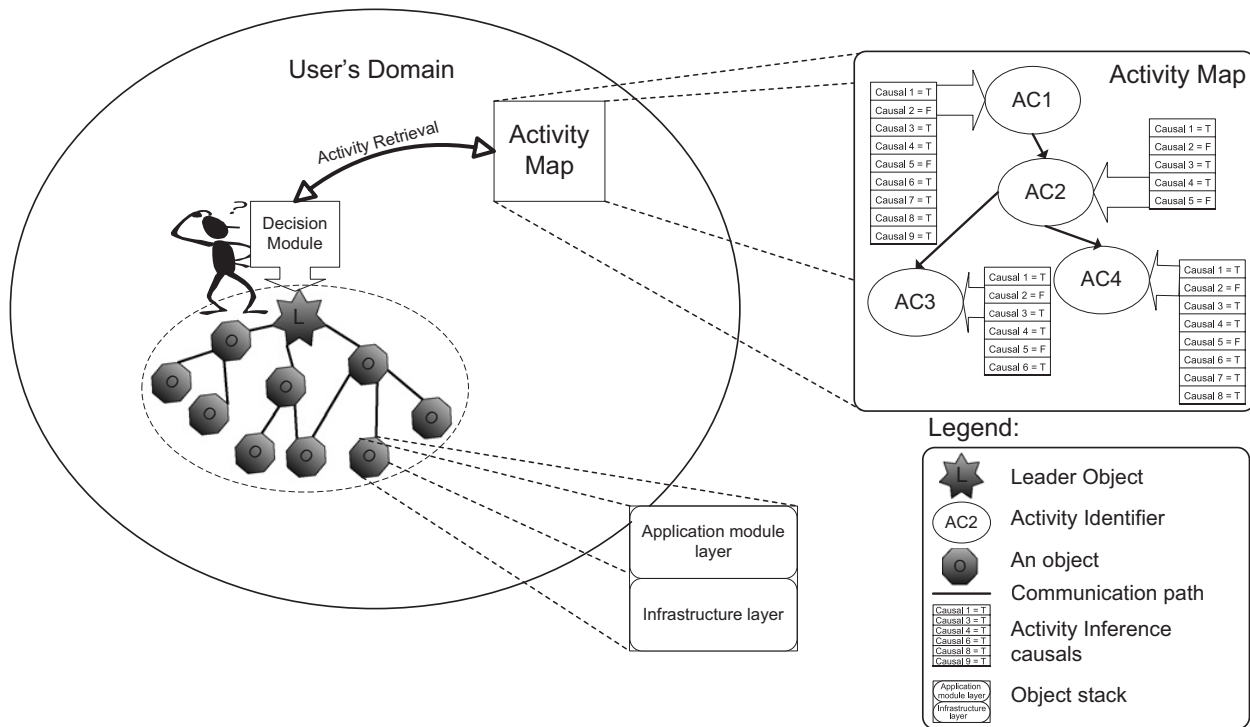 User's Domain
Activity Retrieval
Activity
Map
?
Decision
Module
L
O
O
O
O
O
O
O
O
O
O
Application module
layer
Infrastructure layer
Activity Map
Causal 1 = T
Causal 2 = F
Causal 3 = T
Causal 4 = T
Causal 5 = F
Causal 6 = T
Causal 7 = T
Causal 8 = T
Causal 9 = T
AC1
Causal 1 = T
Causal 2 = F
Causal 3 = T
Causal 4 = T
Causal 5 = F
AC2
AC3
Causal 1 = T
Causal 2 = F
Causal 3 = T
Causal 4 = T
Causal 5 = F
Causal 6 = T
AC4
Causal 1 = T
Causal 2 = F
Causal 3 = T
Causal 4 = T
Causal 5 = F
Causal 6 = T
Causal 7 = T
Causal 8 = T
Legend:
L
Leader Object
AC2
Activity Identifier
O
An object
Communication path
Causal 1 = T
Causal 3 = T
Causal 4 = T
Causal 6 = T
Causal 8 = T
Causal 9 = T
Activity Inference
causals
Application
module layer
Infrastructure
layer
Object stack